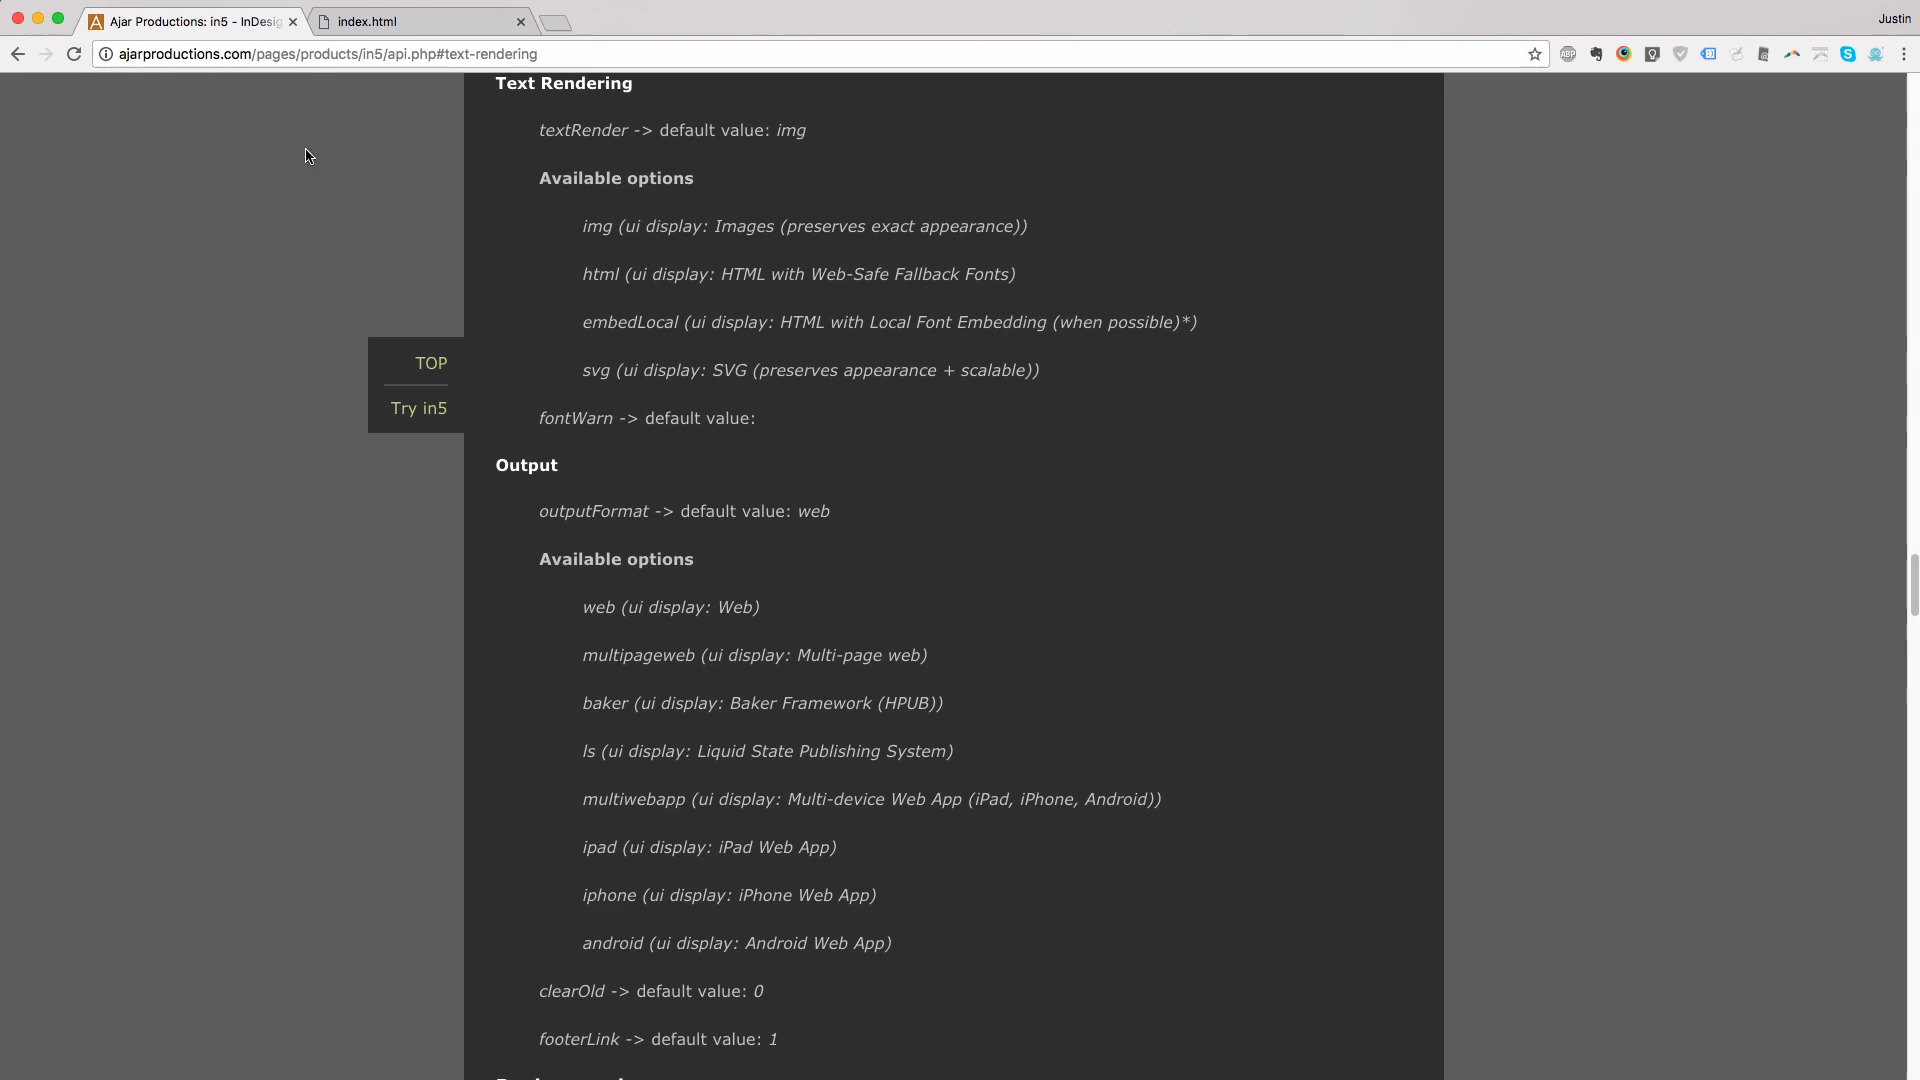 Ajar Productions: in5 - InDesig
index.html
Justin
ajarproductions.com/pages/products/in5/api.php#text-rendering
Text Rendering
textRender -> default value: img
Available options
img (ui display: Images (preserves exact appearance))
html (ui display: HTML with Web-Safe Fallback Fonts)
embedLocal (ui display: HTML with Local Font Embedding (when possible)*)
TOP
svg (ui display: SVG (preserves appearance + scalable))
Try in5
fontWarn -> default value:
Output
outputFormat -> default value: web
Available options
web (ui display: Web)
multipageweb (ui display: Multi-page web)
baker (ui display: Baker Framework (HPUB))
ls (ui display: Liquid State Publishing System)
multiwebapp (ui display: Multi-device Web App (iPad, iPhone, Android))
ipad (ui display: iPad Web App)
iphone (ui display: iPhone Web App)
android (ui display: Android Web App)
clearOld -> default value: 0
footerLink -> default value: 1